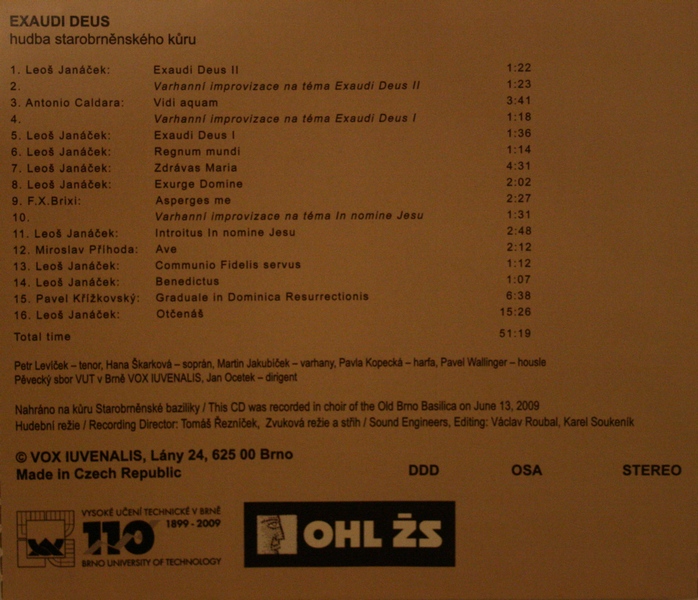 EXAUDI DEUS
hudba starobrněnského kůru
1. Leoš Janáček: Exaudi Deus II 1:22
2. Varhanní improvizace na téma Exaudi Deus II 1:23
3. Antonio Caldara: Vidi aquam 3:41
4. Varhanní improvizace na téma Exaudi Deus I 1:18
5. Leoš Janáček: Exaudi Deus I 1:36
6. Leoš Janáček: Regnum mundi 1:14
7. Leoš Janáček: Zdrávas Maria 4:31
8. Leoš Janáček: Exurge Domine 2:02
9. F.X.Brixi: Asperges me 2:27
10. Varhanní improvizace na téma In nomine Jesu 1:31
11. Leoš Janáček: Introitus In nomine Jesu 2:48
12. Miroslav Příhoda: Ave 2:12
13. Leoš Janáček: Communio Fidelis servus 1:12
14. Leoš Janáček: Benedictus 1:07
15. Pavel Křížkovský: Graduale in Dominica Resurrectionis 6:38
16. Leoš Janáček: Otčenáš 15:26
Total time 51:19
Petr Levíček – tenor, Hana Škarková – soprán, Martin Jakubíček – varhany, Pavla Kopecká – harfa, Pavel Wallinger – housle
Pěvecký sbor VUT v Brně VOX IUVENALIS, Jan Ocetek – dirigent
Nahráno na kůru Starobrněnské baziliky / This CD was recorded in choir of the Old Brno Basilica on June 13, 2009
Hudební režie / Recording Director: Tomáš Řezníček, Zvuková režie a střih / Sound Engineers, Editing: Václav Roubal, Karel Soukeník
© VOX IUVENALIS, Lány 24, 625 00 Brno
Made in Czech Republic DDD OSA STEREO
VYSOKÉ UČENÍ TECHNICKÉ V BRNĚ
110 1899 - 2009
BRNO UNIVERSITY OF TECHNOLOGY
OHL ŽS